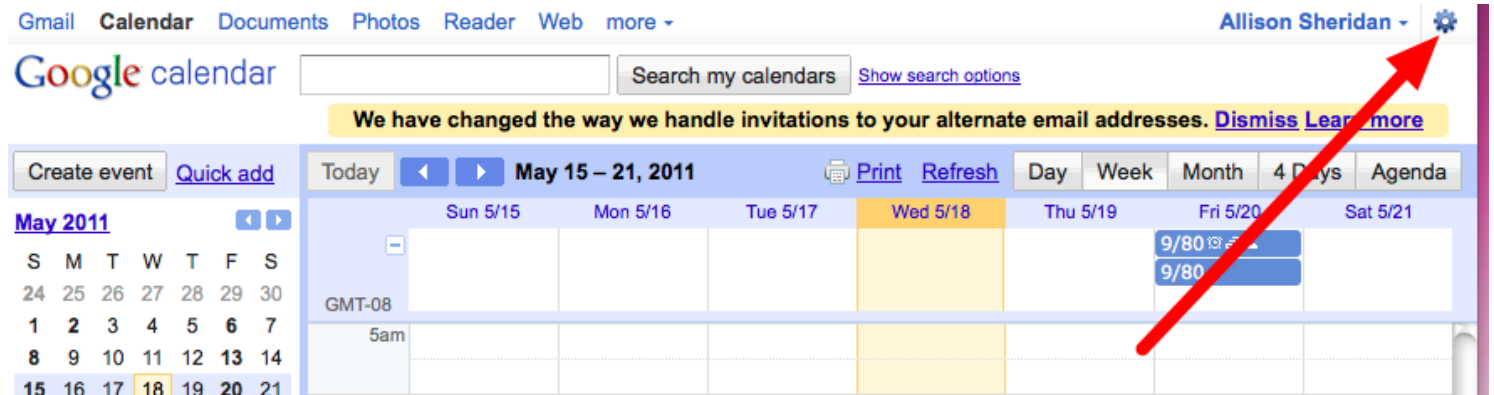 Gmail Calendar Documents Photos Reader Web more Allison Sheridan
Google calendar Search my calendars Show search options
We have changed the way we handle invitations to your alternate email addresses. Dismiss Learn more
Create event Quick add Today May 15 – 21, 2011 Print Refresh Day Week Month 4 Days Agenda
May 2011 Sun 5/15 Mon 5/16 Tue 5/17 Wed 5/18 Thu 5/19 Fri 5/20 Sat 5/21
9/80
S M T W T F S
9/80
24 25 26 27 28 29 30
GMT-08
1 2 3 4 5 6 7
5am
8 9 10 11 12 13 14
15 16 17 18 19 20 21